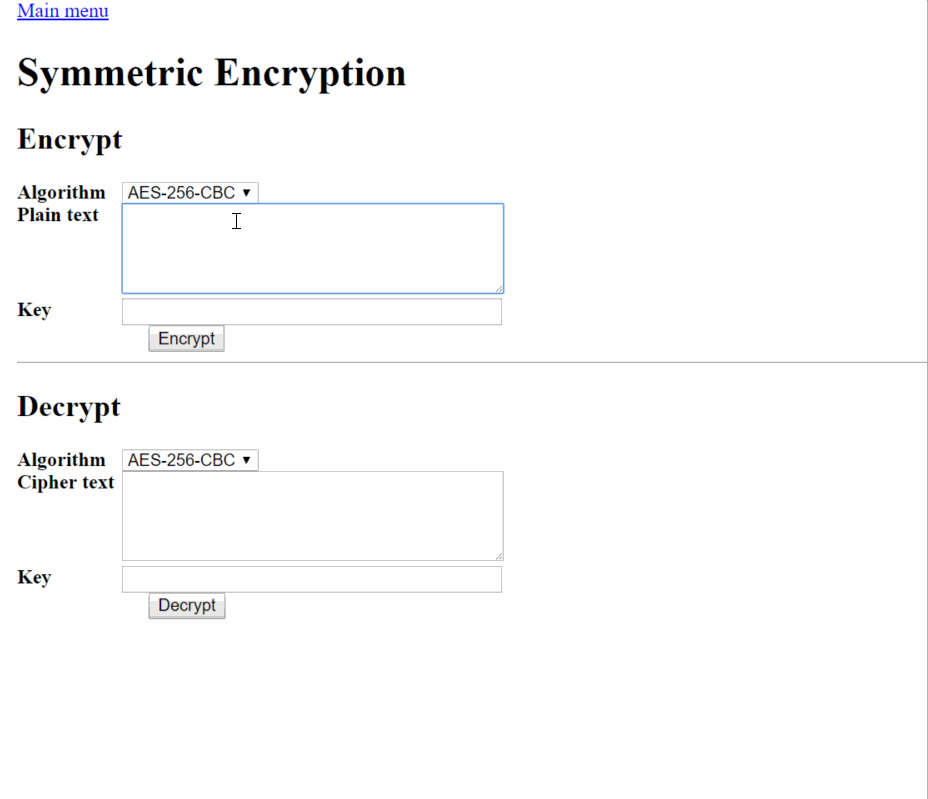 Main menu
Symmetric Encryption
Encrypt
Algorithm AES-256-CBC
Plain text
Key
Encrypt
Decrypt
Algorithm AES-256-CBC
Cipher text
Key
Decrypt